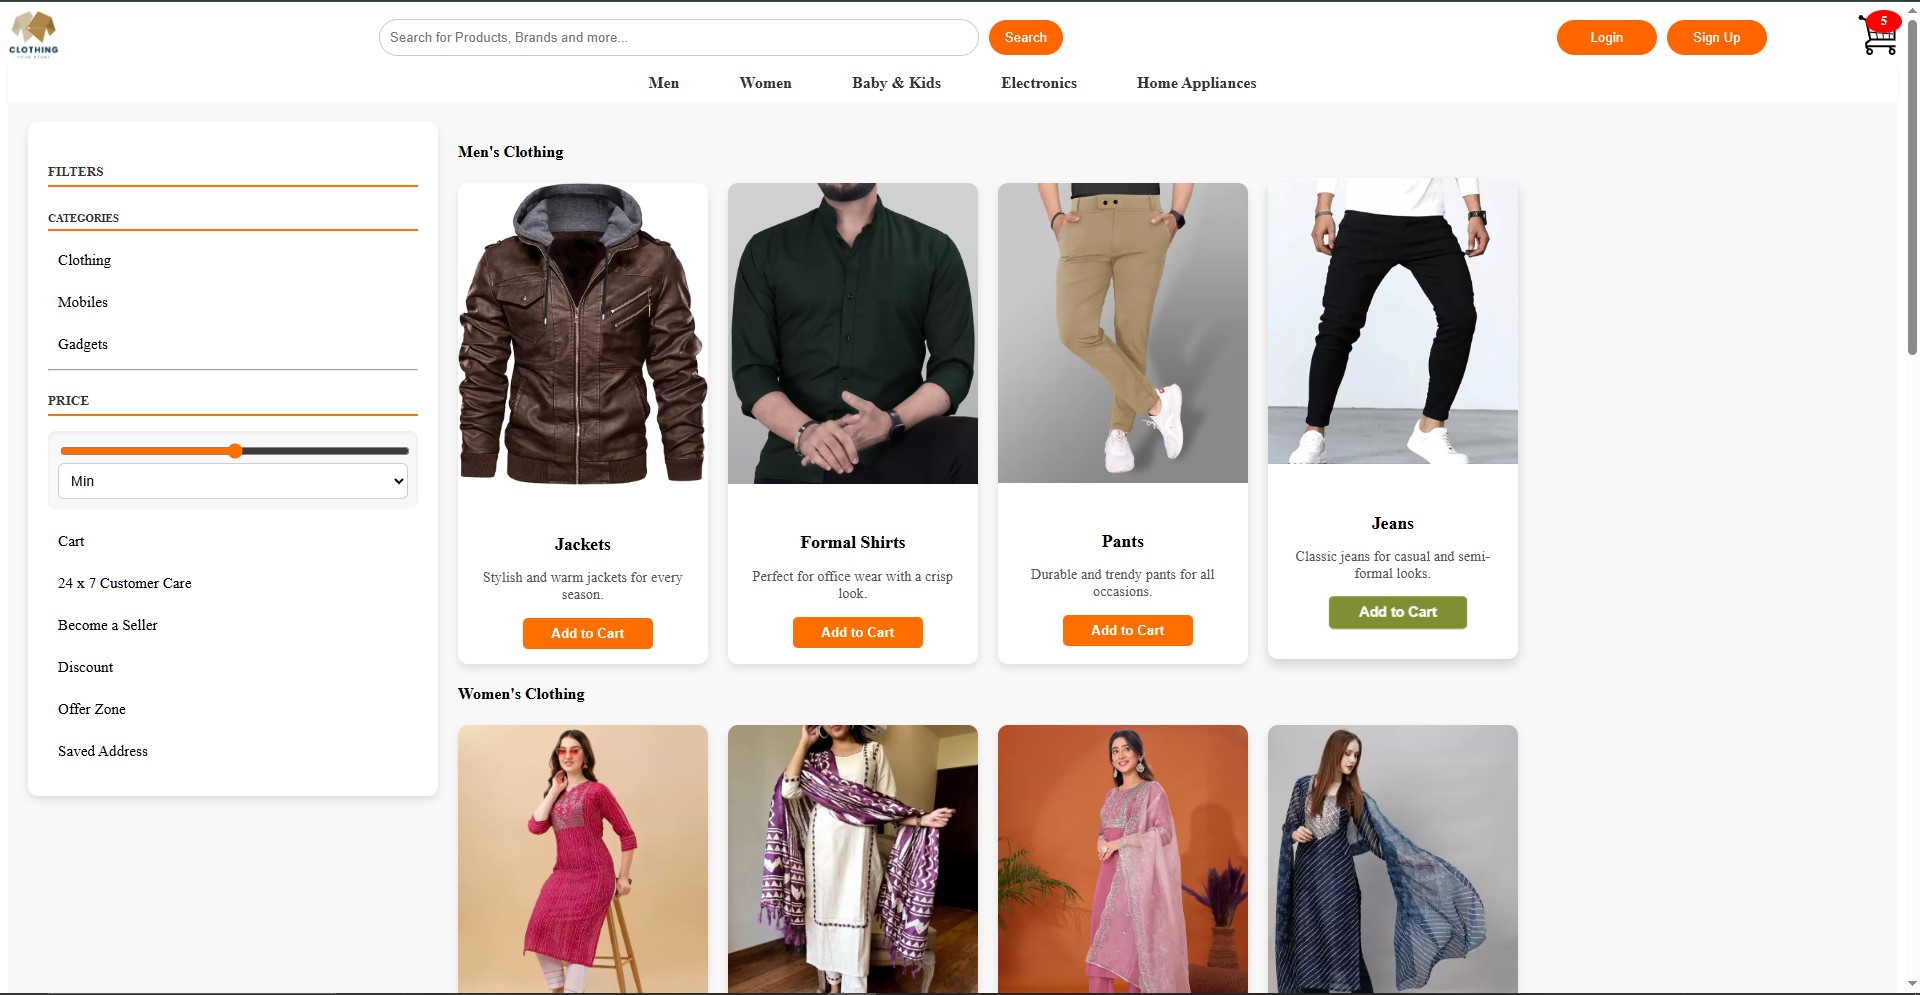 CLOTHING
Search for Products, Brands and more...
Search
Login
Sign Up
5
Men
Women
Baby & Kids
Electronics
Home Appliances
FILTERS
CATEGORIES
Clothing
Mobiles
Gadgets
PRICE
Min
Cart
24 x 7 Customer Care
Become a Seller
Discount
Offer Zone
Saved Address
Men's Clothing
Jackets
Stylish and warm jackets for every
season.
Add to Cart
Formal Shirts
Perfect for office wear with a crisp
look.
Add to Cart
Pants
Durable and trendy pants for all
occasions.
Add to Cart
Jeans
Classic jeans for casual and semi-
formal looks.
Add to Cart
Women's Clothing